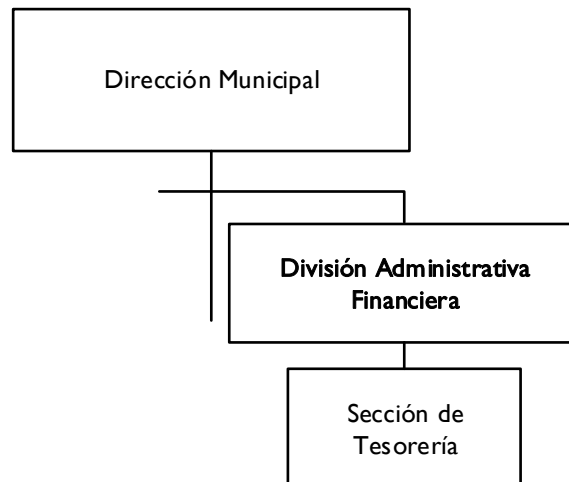 Dirección Municipal
División Administrativa
Financiera
Sección de
Tesorería